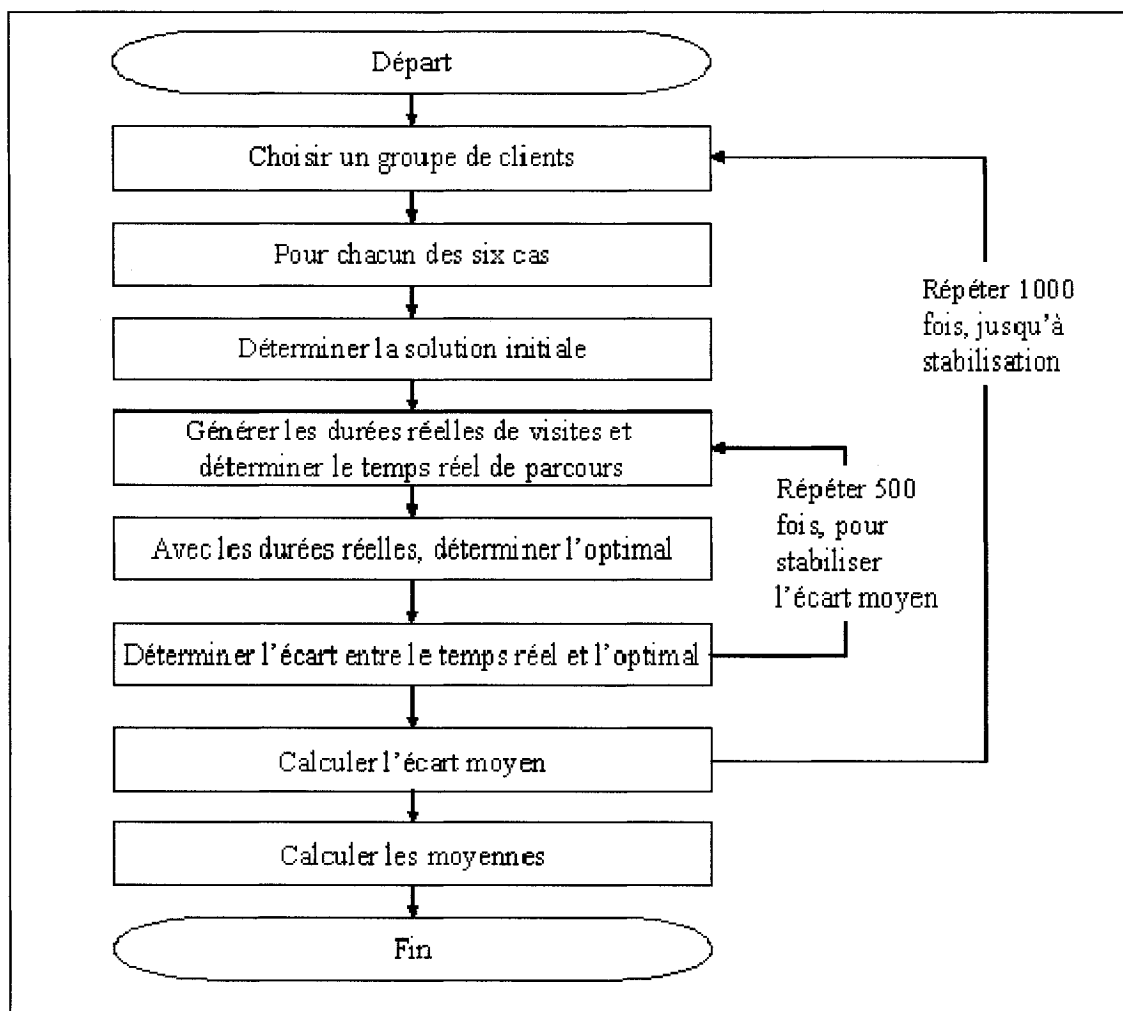 Départ
Choisir un groupe de clients
Pour chacun des six cas
Déterminer la solution initiale
Générer les durées réelles de visites et
déterminer le temps réel de parcours
Avec les durées réelles, déterminer l'optimal
Déterminer l'écart entre le temps réel et l'optimal
Calculer l'écart moyen
Calculer les moyennes
Fin
Répéter 500
fois, pour
stabiliser
l'écart moyen
Répéter 1000
fois, jusqu'à
stabilisation